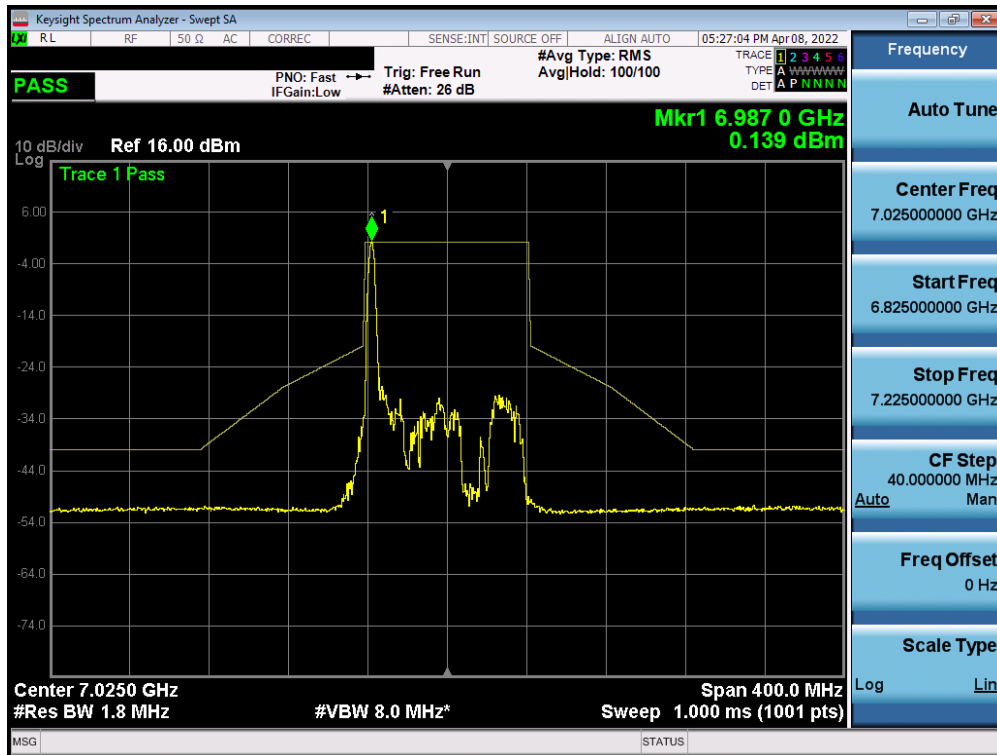 Keysight Spectrum Analyzer - Swept SA
LXI RL RF 50 Ω AC CORREC SENSE:INT SOURCE OFF ALIGN AUTO 05:27:04 PM Apr 08, 2022
PASS
PNO: Fast
IFGain:Low
Trig: Free Run
#Atten: 26 dB
#Avg Type: RMS
Avg|Hold: 100/100
TRACE 1 2 3 4 5 6
TYPE A WWWWW
DET A P N N N N
Mkr1 6.987 0 GHz
0.139 dBm
10 dB/div Ref 16.00 dBm
Log
Trace 1 Pass
1
6.00
-4.00
-14.0
-24.0
-34.0
-44.0
-54.0
-64.0
-74.0
Center 7.0250 GHz Span 400.0 MHz
#Res BW 1.8 MHz #VBW 8.0 MHz* Sweep 1.000 ms (1001 pts)
MSG STATUS
Frequency
Auto Tune
Center Freq
7.025000000 GHz
Start Freq
6.825000000 GHz
Stop Freq
7.225000000 GHz
CF Step
40.000000 MHz
Auto Man
Freq Offset
0 Hz
Scale Type
Log Lin